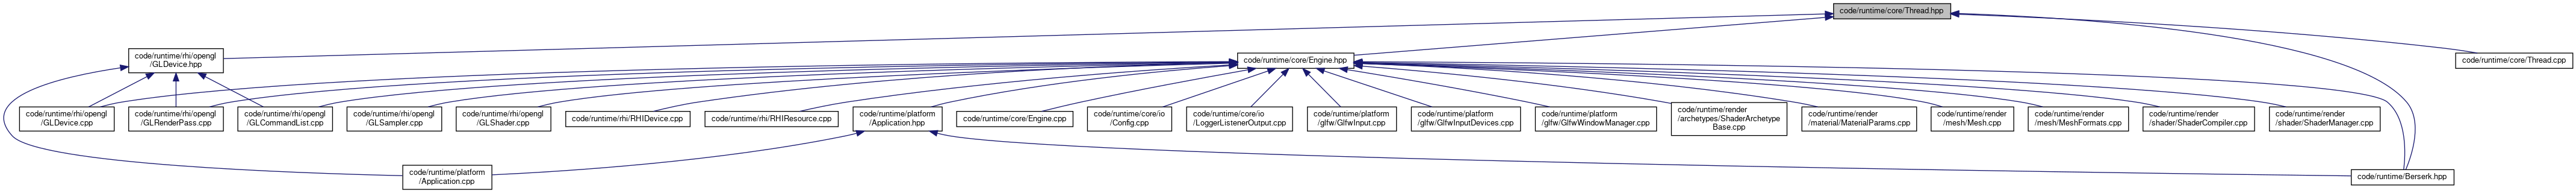 code/runtime/core/Thread.hpp
code/runtime/rhi/opengl
/GLDevice.hpp
code/runtime/core/Engine.hpp
code/runtime/core/Thread.cpp
code/runtime/rhi/opengl
/GLDevice.cpp
code/runtime/rhi/opengl
/GLRenderPass.cpp
code/runtime/rhi/opengl
/GLCommandList.cpp
code/runtime/rhi/opengl
/GLSampler.cpp
code/runtime/rhi/opengl
/GLShader.cpp
code/runtime/rhi/RHIDevice.cpp
code/runtime/rhi/RHIResource.cpp
code/runtime/platform
/Application.hpp
code/runtime/core/Engine.cpp
code/runtime/core/io
/Config.cpp
code/runtime/core/io
/LoggerListenerOutput.cpp
code/runtime/platform
/glfw/GlfwInput.cpp
code/runtime/platform
/glfw/GlfwInputDevices.cpp
code/runtime/platform
/glfw/GlfwWindowManager.cpp
code/runtime/render
/archetypes/ShaderArchetype
Base.cpp
code/runtime/render
/material/MaterialParams.cpp
code/runtime/render
/mesh/Mesh.cpp
code/runtime/render
/mesh/MeshFormats.cpp
code/runtime/render
/shader/ShaderCompiler.cpp
code/runtime/render
/shader/ShaderManager.cpp
code/runtime/platform
/Application.cpp
code/runtime/Berserk.hpp